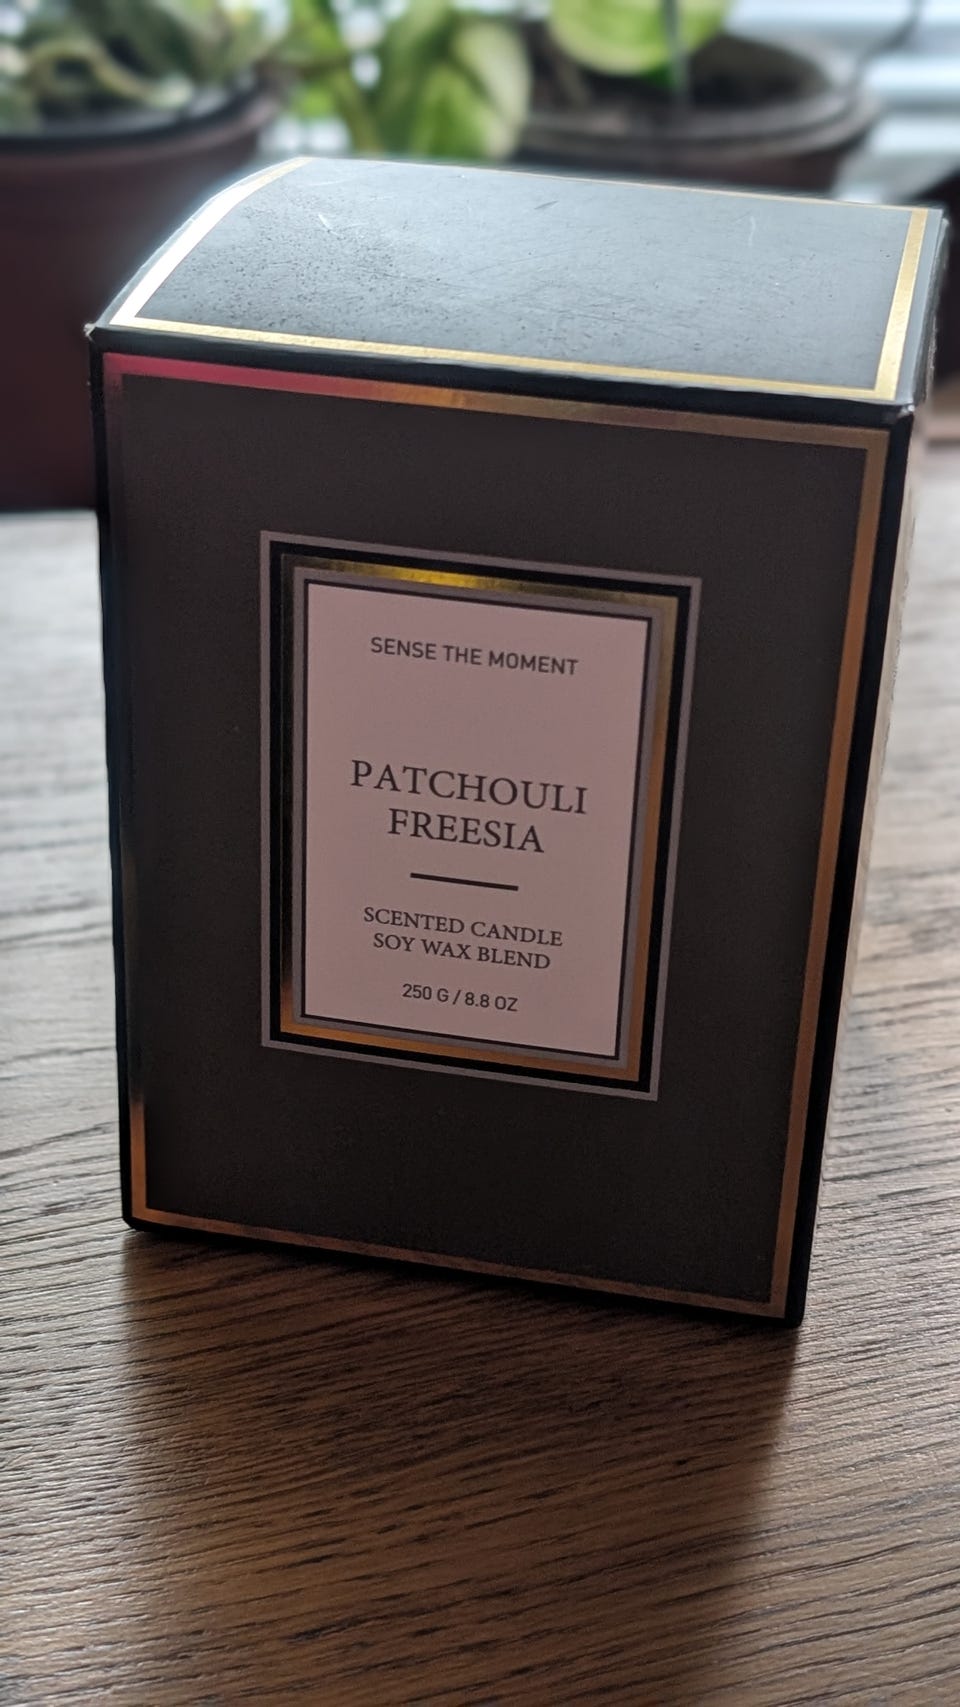 SENSE THE MOMENT
PATCHOULI
FREESIA
SCENTED CANDLE
SOY WAX BLEND
250 G / 8.8 OZ